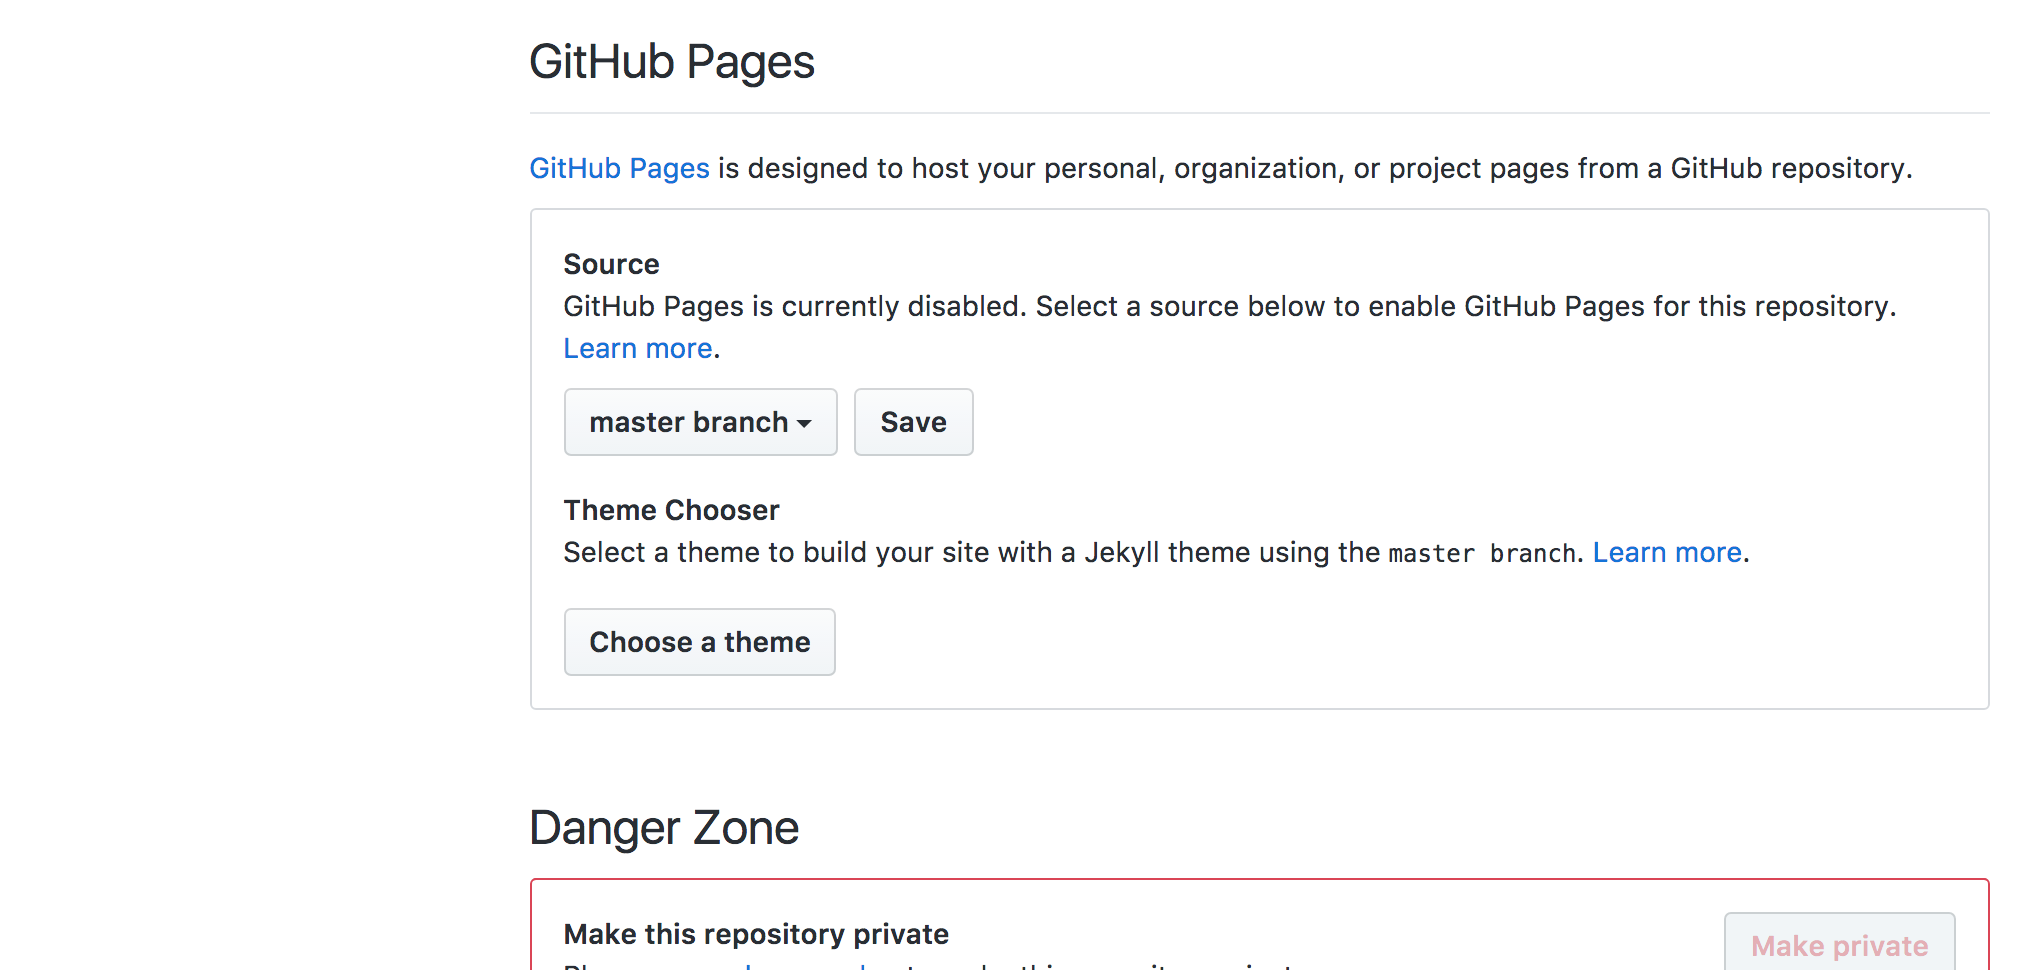 GitHub Pages
GitHub Pages is designed to host your personal, organization, or project pages from a GitHub repository.
Source
GitHub Pages is currently disabled. Select a source below to enable GitHub Pages for this repository.
Learn more.
master branch
Save
Theme Chooser
Select a theme to build your site with a Jekyll theme using the master branch. Learn more.
Choose a theme
Danger Zone
Make this repository private
Make private